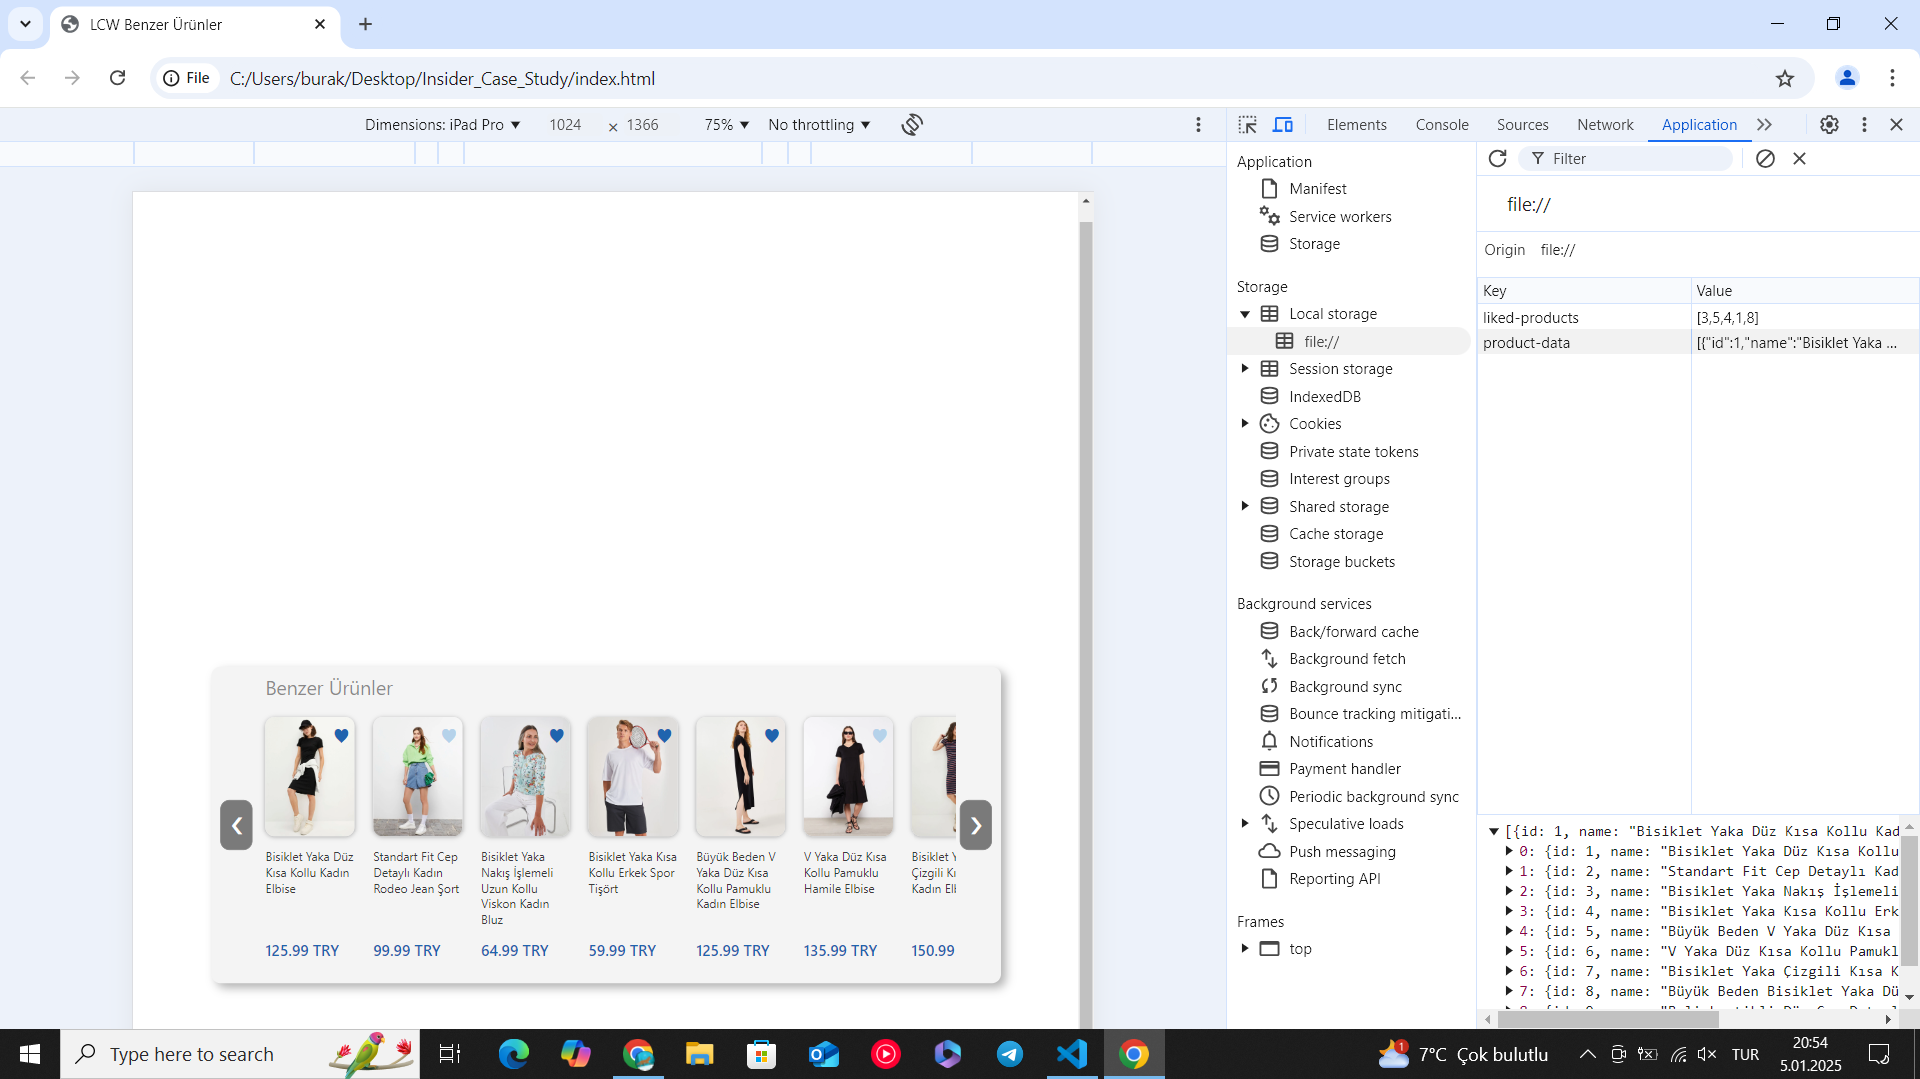 LCW Benzer Ürünler
File
C:/Users/burak/Desktop/Insider_Case_Study/index.html
Dimensions: iPad Pro ▼ 1024 × 1366 75% ▼ No throttling ▼
Elements Console Sources Network Application
Application
Manifest
Service workers
Storage
Storage
Local storage
file://
Session storage
IndexedDB
Cookies
Private state tokens
Interest groups
Shared storage
Cache storage
Storage buckets
Background services
Back/forward cache
Background fetch
Background sync
Bounce tracking mitigati...
Notifications
Payment handler
Periodic background sync
Speculative loads
Push messaging
Reporting API
Frames
top
Filter
file://
Origin file://
Key Value
liked-products [3,5,4,1,8]
product-data [{"id":1,"name":"Bisiklet Yaka ...
[{id: 1, name: "Bisiklet Yaka Düz Kısa Kollu Kad
0: {id: 1, name: "Bisiklet Yaka Düz Kısa Kollu
1: {id: 2, name: "Standart Fit Cep Detaylı Kad
2: {id: 3, name: "Bisiklet Yaka Nakış İşlemeli
3: {id: 4, name: "Bisiklet Yaka Kısa Kollu Erk
4: {id: 5, name: "Büyük Beden V Yaka Düz Kısa
5: {id: 6, name: "V Yaka Düz Kısa Kollu Pamukl
6: {id: 7, name: "Bisiklet Yaka Çizgili Kısa K
7: {id: 8, name: "Büyük Beden Bisiklet Yaka Dü
Benzer Ürünler
Bisiklet Yaka Düz
Kısa Kollu Kadın
Elbise
125.99 TRY
Standart Fit Cep
Detaylı Kadın
Rodeo Jean Şort
99.99 TRY
Bisiklet Yaka
Nakış İşlemeli
Uzun Kollu
Viskon Kadın
Bluz
64.99 TRY
Bisiklet Yaka Kısa
Kollu Erkek Spor
Tişört
59.99 TRY
Büyük Beden V
Yaka Düz Kısa
Kollu Pamuklu
Kadın Elbise
125.99 TRY
V Yaka Düz Kısa
Kollu Pamuklu
Hamile Elbise
135.99 TRY
Bisiklet Y
Çizgili Kı
Kadın Elb
150.99
Type here to search
1
7°C Çok bulutlu
TUR
20:54
5.01.2025